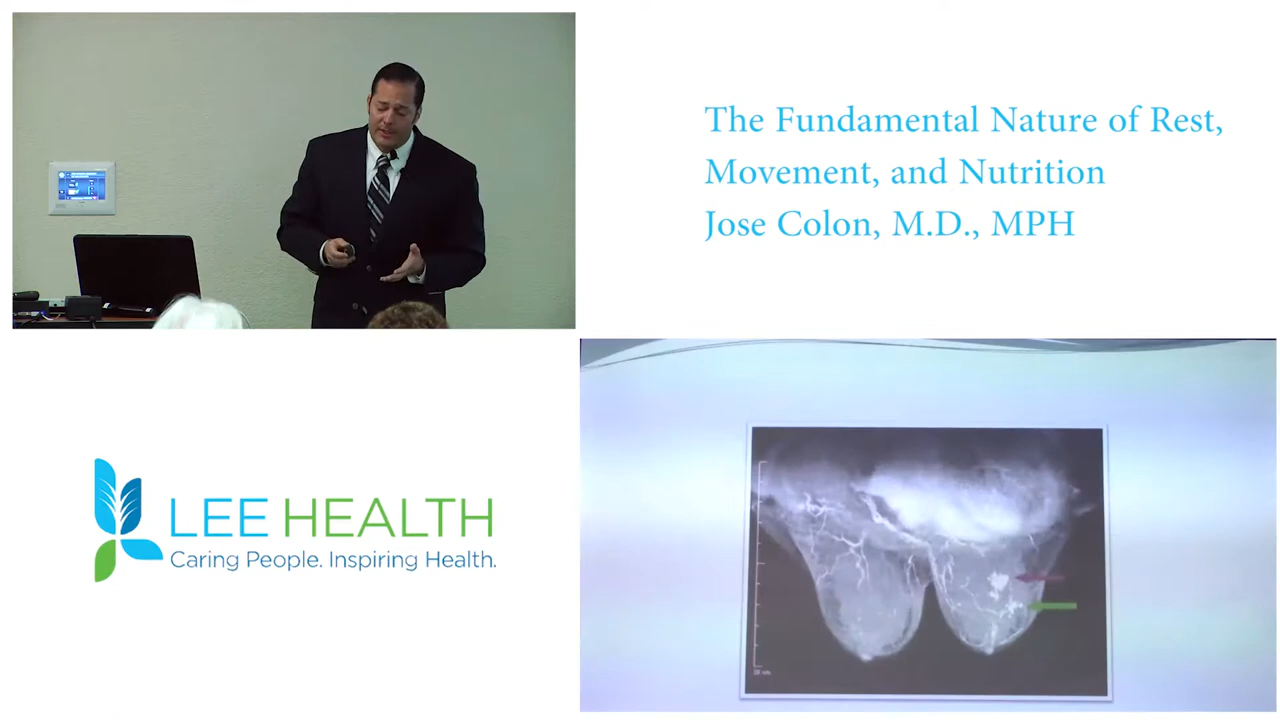 The Fundamental Nature of Rest,
Movement, and Nutrition
Jose Colon, M.D., MPH
LEE HEALTH
Caring People. Inspiring Health.